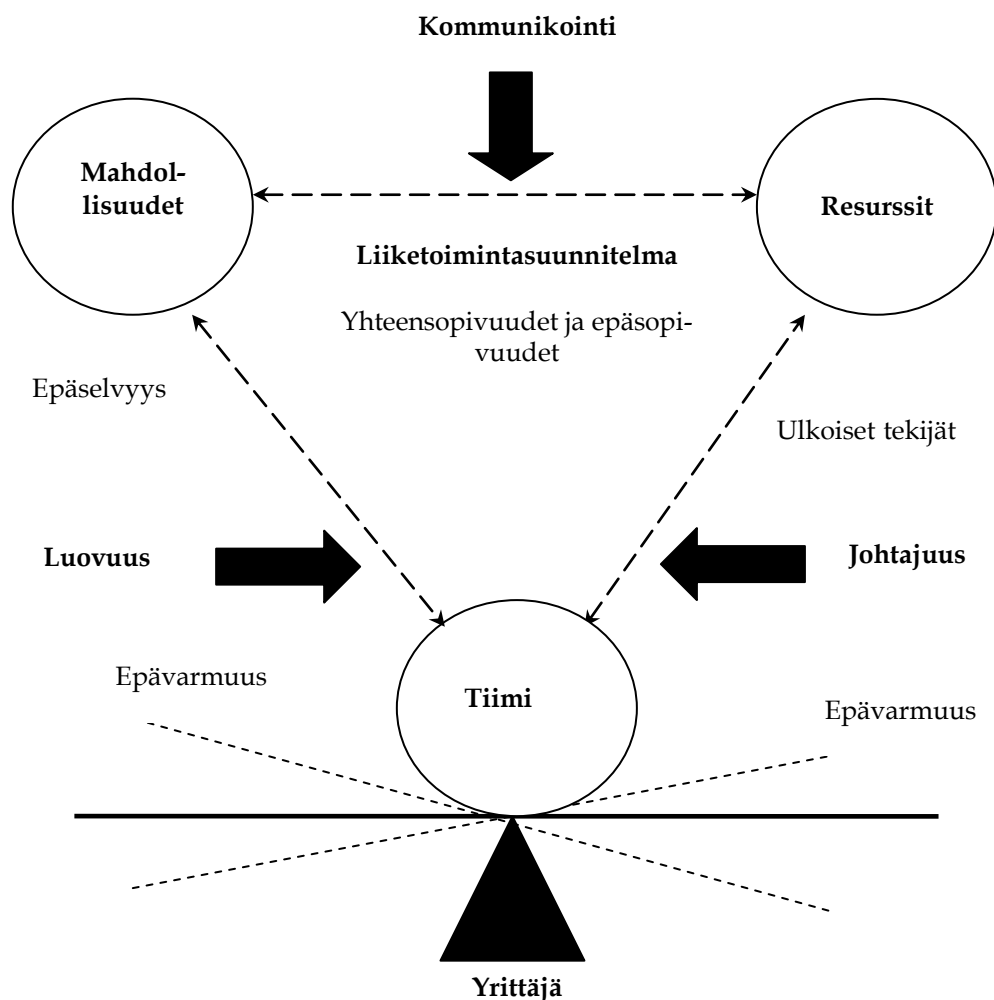 Kommunikointi
Mahdol-
lisuudet
Resurssit
Liiketoimintasuunnitelma
Yhteensopivuudet ja epäsopi-
vuudet
Epäselvyys
Ulkoiset tekijät
Luovuus
Johtajuus
Epävarmuus
Tiimi
Epävarmuus
Yrittäjä